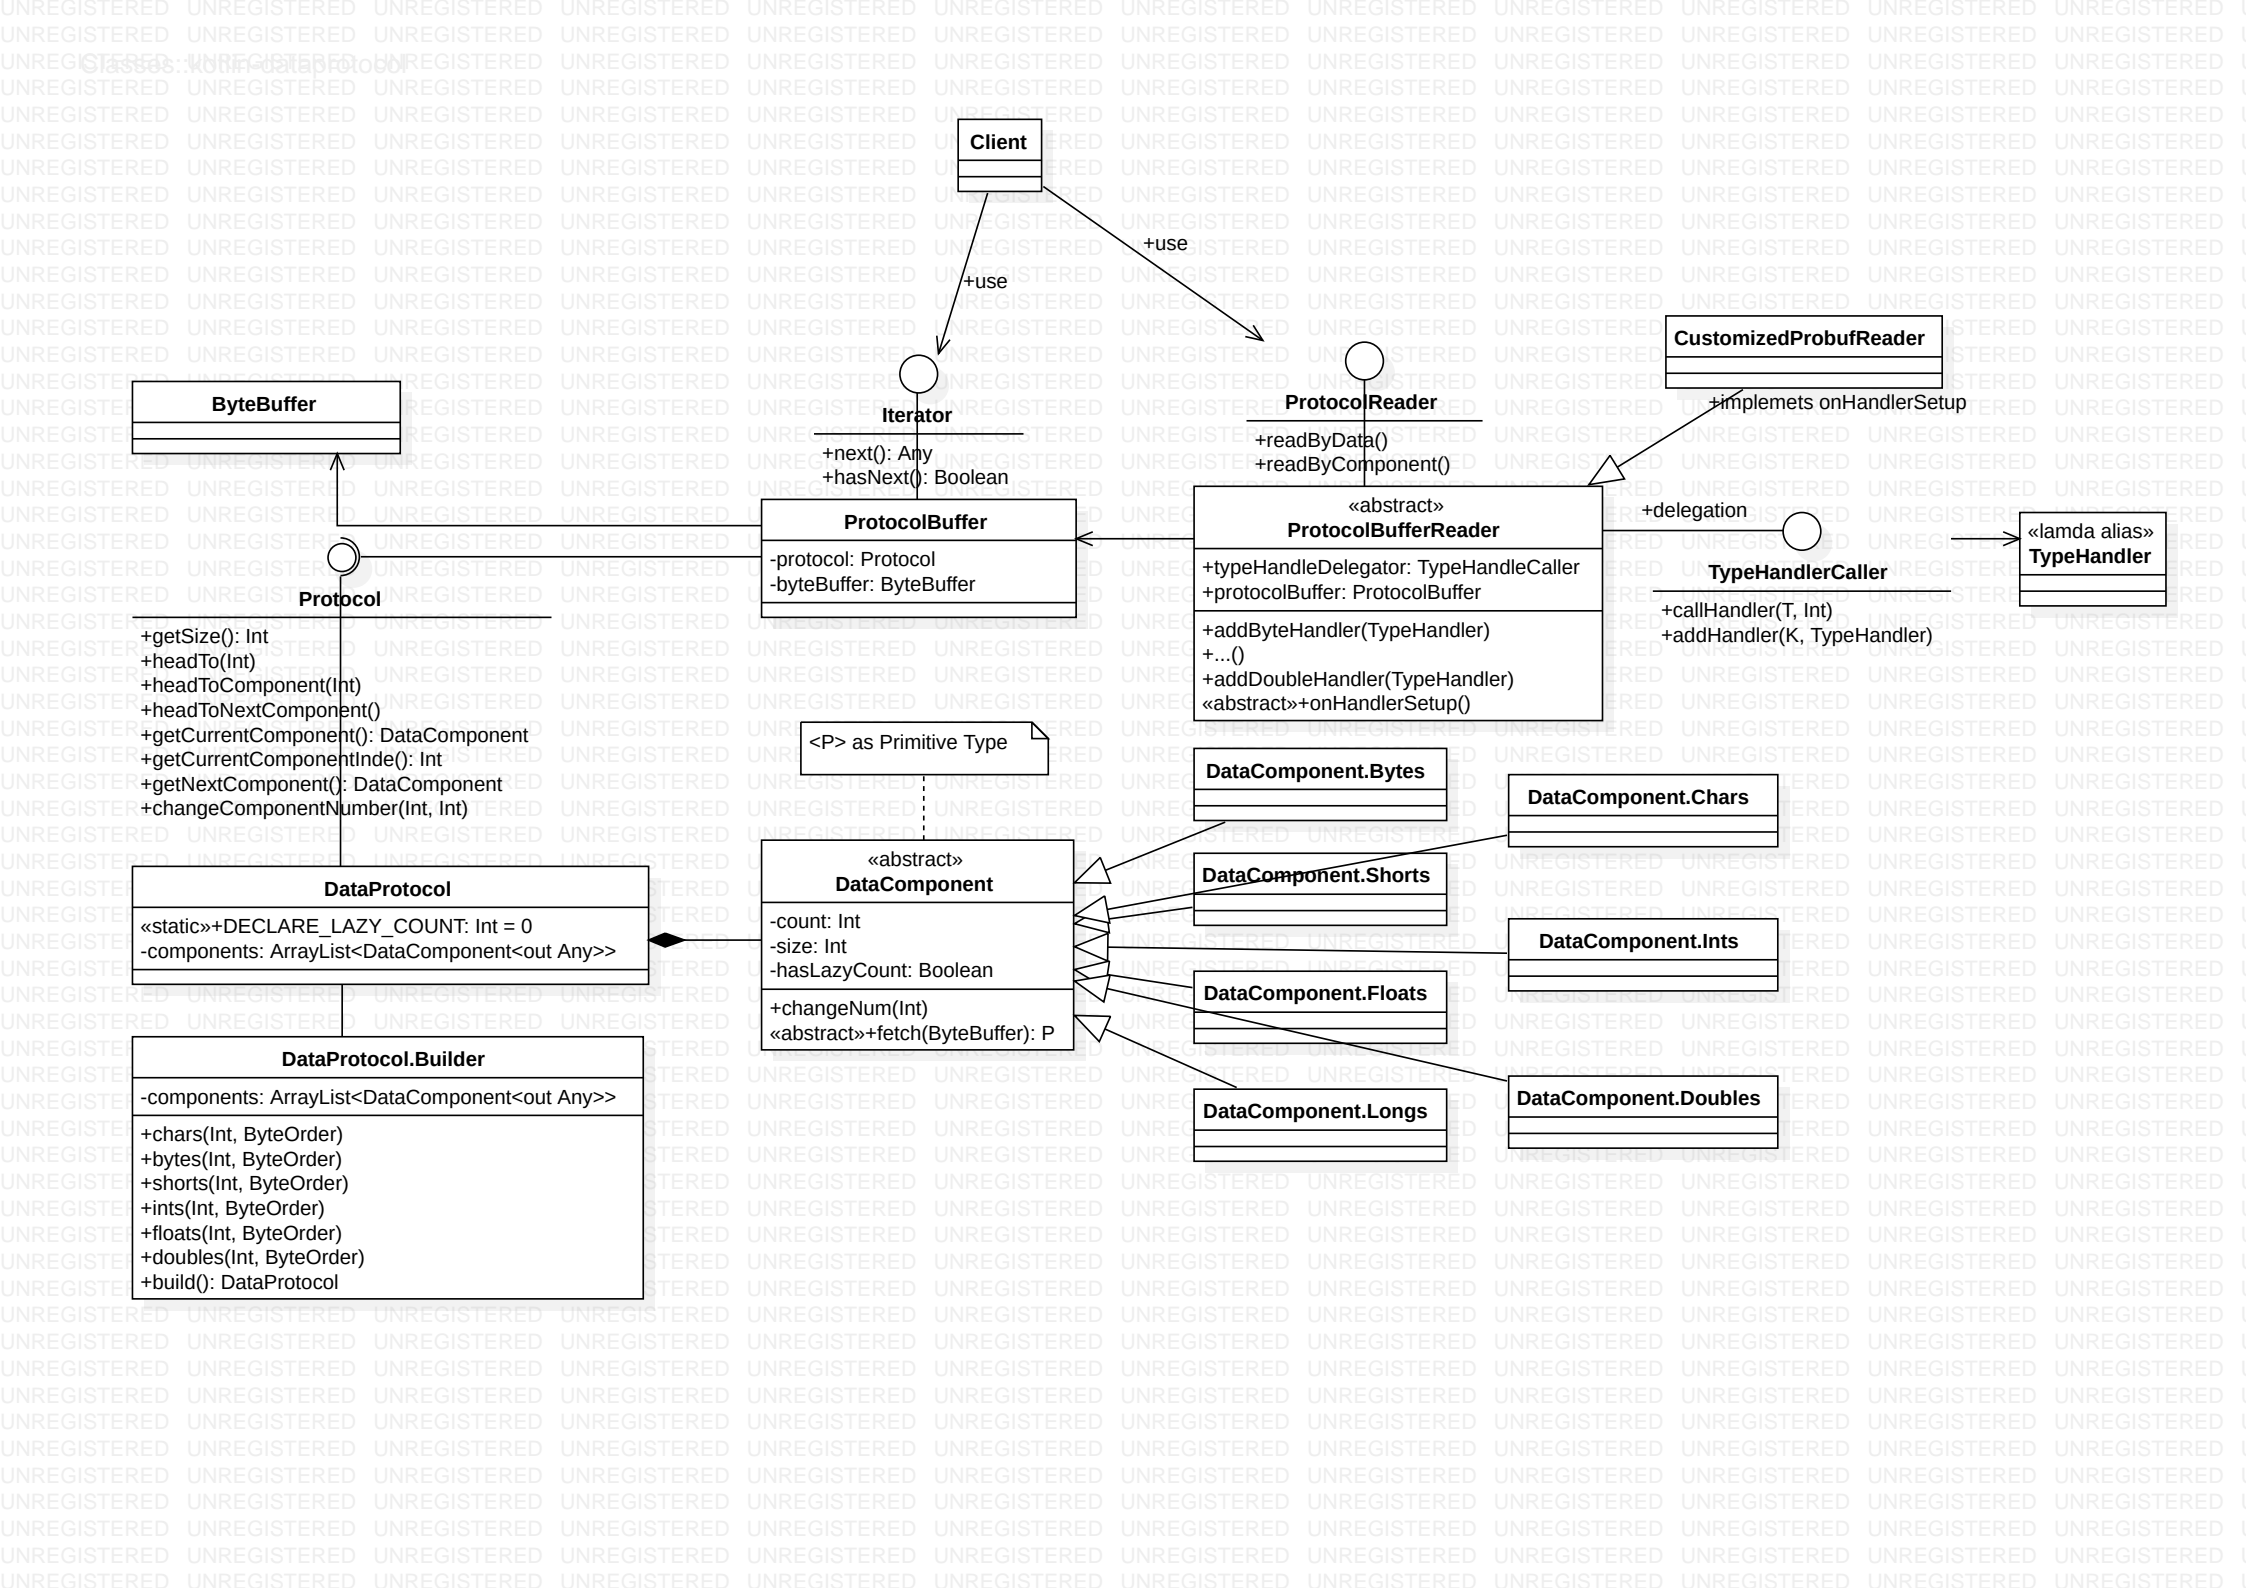 Classes::kotlin-dataprotocol
Client
+use
+use
CustomizedProbufReader
+implemets onHandlerSetup
ByteBuffer
Iterator
+next(): Any
+hasNext(): Boolean
ProtocolReader
+readByData()
+readByComponent()
ProtocolBuffer
-protocol: Protocol
-byteBuffer: ByteBuffer
«abstract»
ProtocolBufferReader
+typeHandleDelegator: TypeHandleCaller
+protocolBuffer: ProtocolBuffer
+addByteHandler(TypeHandler)
+...()
+addDoubleHandler(TypeHandler)
«abstract»+onHandlerSetup()
+delegation
TypeHandlerCaller
+callHandler(T, Int)
+addHandler(K, TypeHandler)
«lamda alias»
TypeHandler
Protocol
+getSize(): Int
+headTo(Int)
+headToComponent(Int)
+headToNextComponent()
+getCurrentComponent(): DataComponent
+getCurrentComponentInde(): Int
+getNextComponent(): DataComponent
+changeComponentNumber(Int, Int)
<P> as Primitive Type
DataProtocol
«static»+DECLARE_LAZY_COUNT: Int = 0
-components: ArrayList<DataComponent<out Any>>
«abstract»
DataComponent
-count: Int
-size: Int
-hasLazyCount: Boolean
+changeNum(Int)
«abstract»+fetch(ByteBuffer): P
DataComponent.Bytes
DataComponent.Chars
DataComponent.Shorts
DataComponent.Ints
DataComponent.Floats
DataComponent.Doubles
DataComponent.Longs
DataProtocol.Builder
-components: ArrayList<DataComponent<out Any>>
+chars(Int, ByteOrder)
+bytes(Int, ByteOrder)
+shorts(Int, ByteOrder)
+ints(Int, ByteOrder)
+floats(Int, ByteOrder)
+doubles(Int, ByteOrder)
+build(): DataProtocol
UNREGISTERED